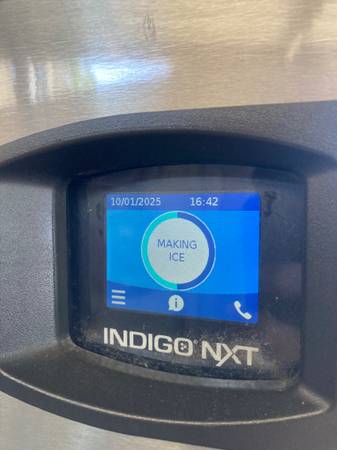 10/01/2025 16:42
MAKING
ICE
i
INDIGO NXT